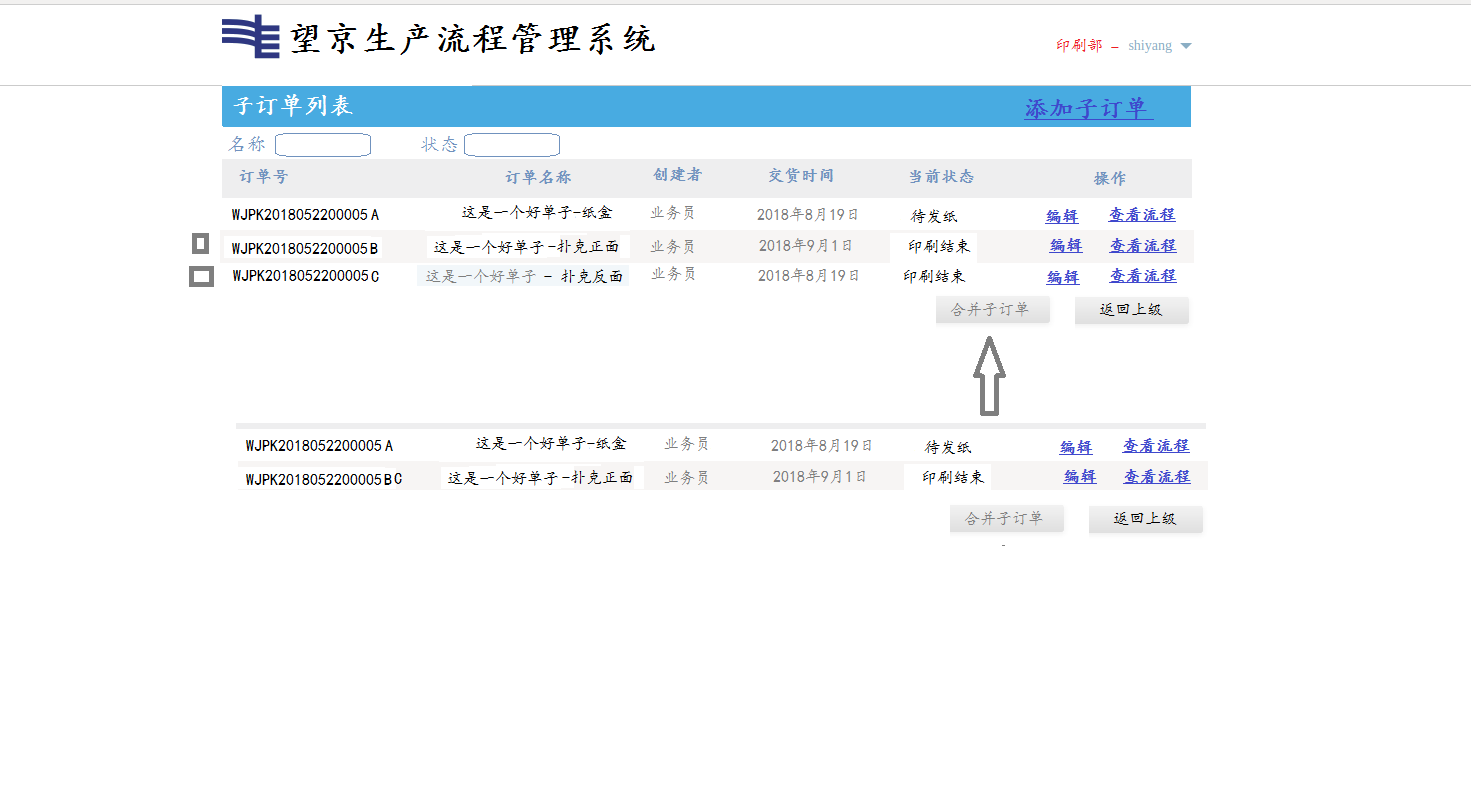 望京生产流程管理系统
印刷部 – shiyang
子订单列表 添加子订单
名称 状态
订单号 订单名称 创建者 交货时间 当前状态 操作
WJPK2018052200005A 这是一个好单子-纸盒 业务员 2018年8月19日 待发纸 编辑 查看流程
WJPK2018052200005B 这是一个好单子-扑克正面 业务员 2018年9月1日 印刷结束 编辑 查看流程
WJPK2018052200005C 这是一个好单子 - 扑克反面 业务员 2018年8月19日 印刷结束 编辑 查看流程
合并子订单 返回上级
WJPK2018052200005A 这是一个好单子-纸盒 业务员 2018年8月19日 待发纸 编辑 查看流程
WJPK2018052200005BC 这是一个好单子-扑克正面 业务员 2018年9月1日 印刷结束 编辑 查看流程
合并子订单 返回上级